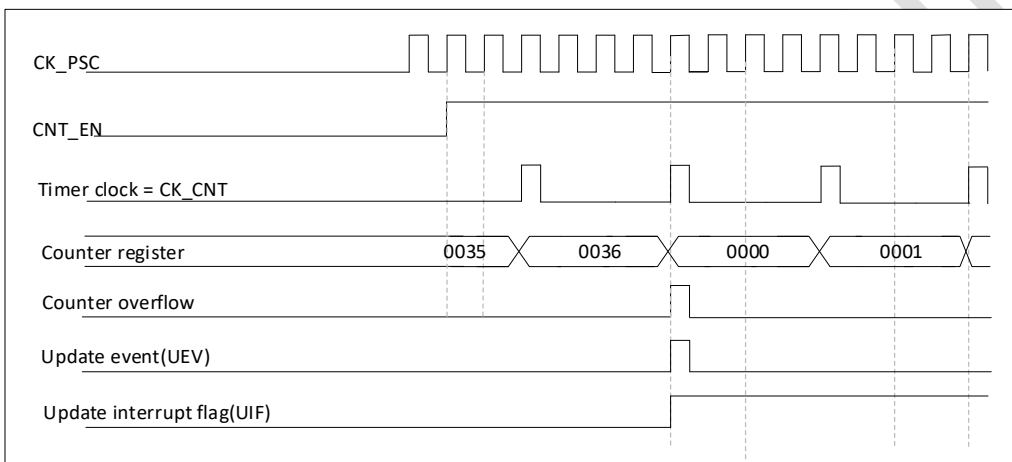 CK_PSC
CNT_EN
Timer clock = CK_CNT
Counter register 0035 0036 0000 0001
Counter overflow
Update event(UEV)
Update interrupt flag(UIF)